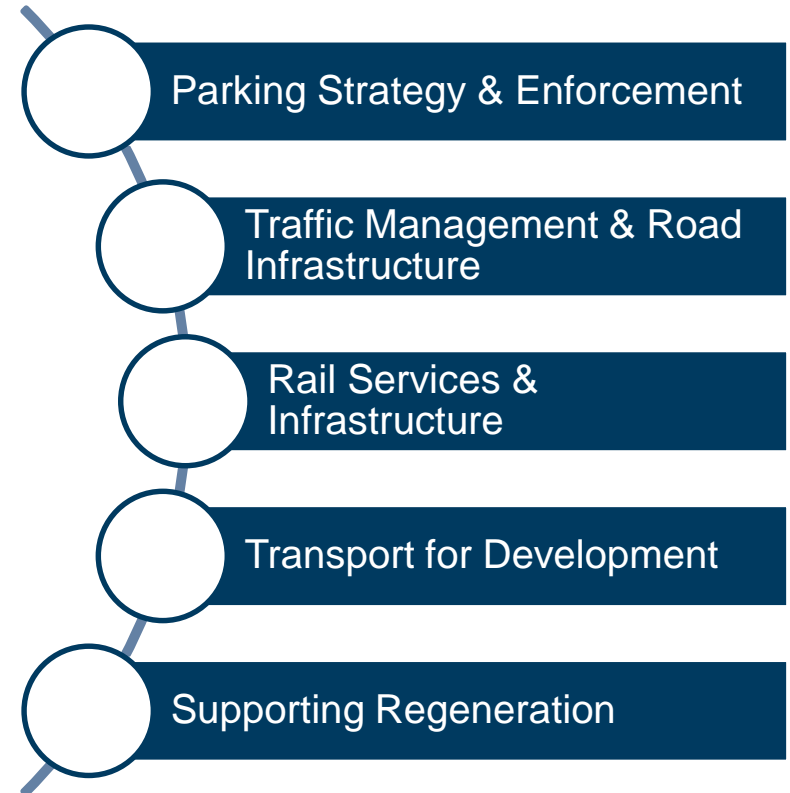 Parking Strategy & Enforcement
Traffic Management & Road
Infrastructure
Rail Services &
Infrastructure
Transport for Development
Supporting Regeneration